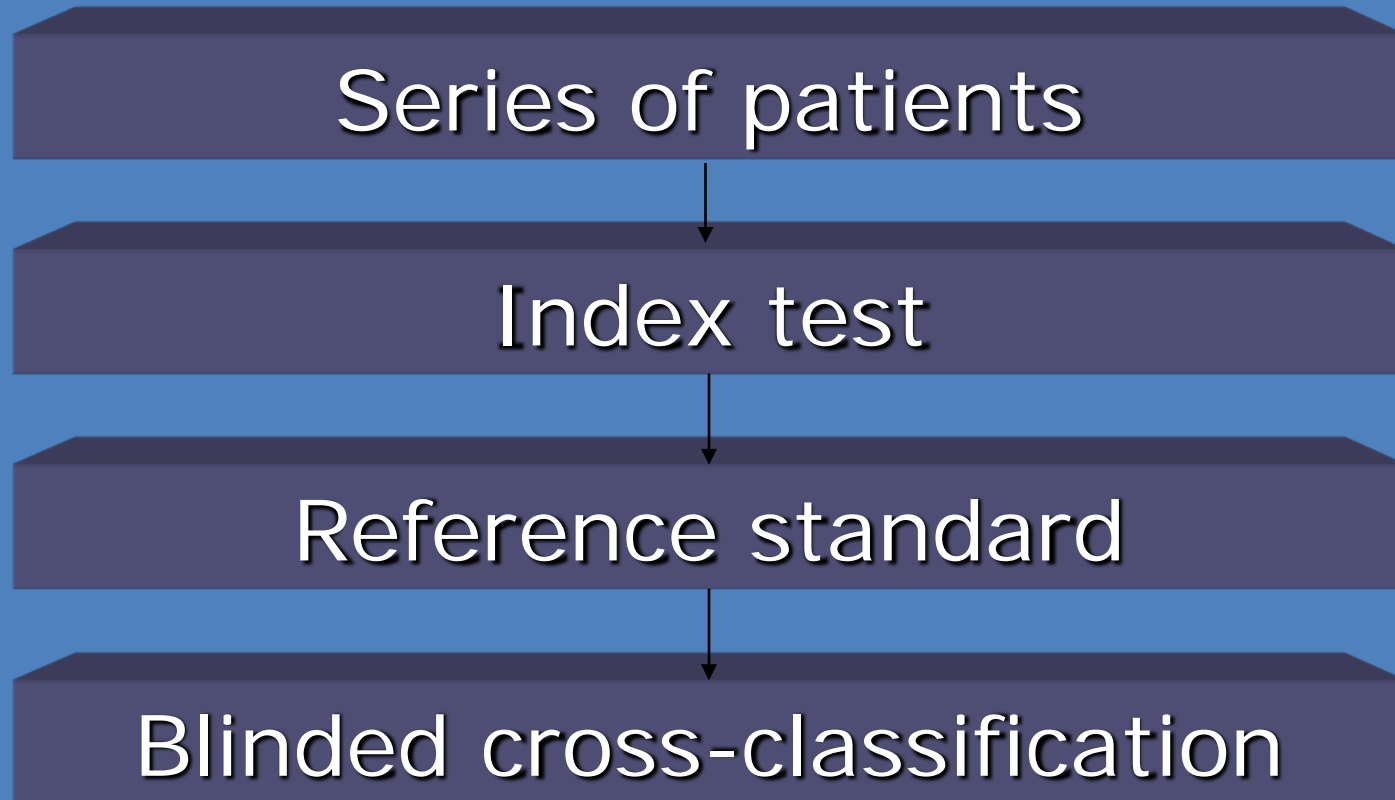 Series of patients
Index test
Reference standard
Blinded cross-classification